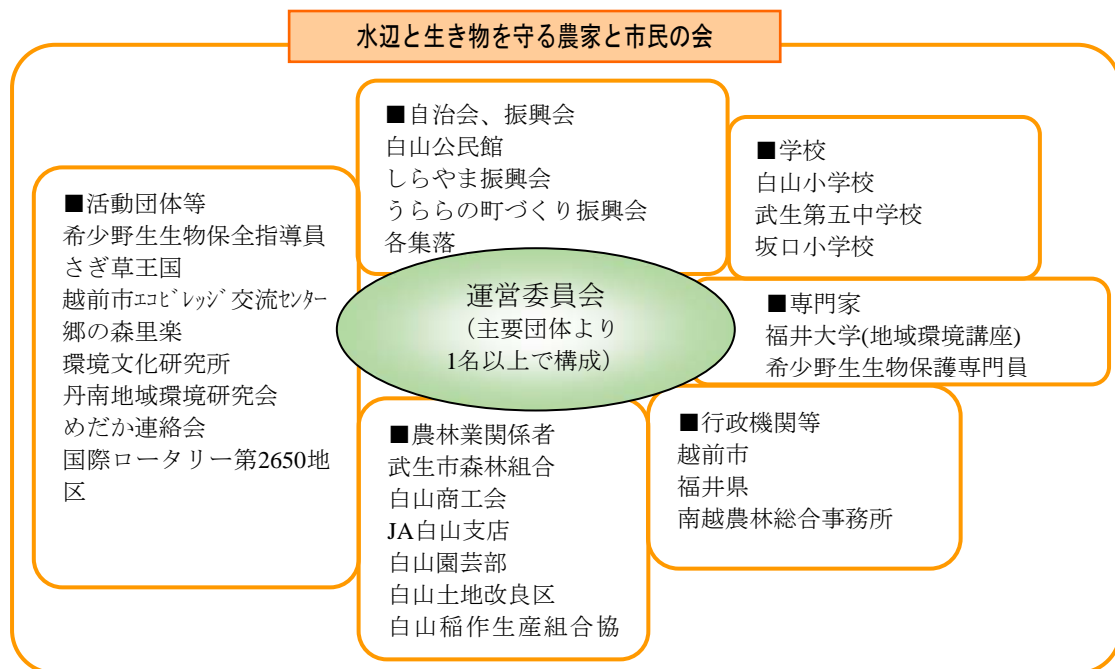 水辺と生き物を守る農家と市民の会
■自治会、振興会
白山公民館
しらやま振興会
うららの町づくり振興会
各集落
■学校
白山小学校
武生第五中学校
坂口小学校
■活動団体等
希少野生生物保全指導員
さぎ草王国
越前市ｴｺﾋﾞﾚｯｼﾞ交流ｾﾝﾀｰ
郷の森里楽
環境文化研究所
丹南地域環境研究会
めだか連絡会
国際ロータリー第2650地
区
運営委員会
（主要団体より
1名以上で構成）
■専門家
福井大学(地域環境講座)
希少野生生物保護専門員
■農林業関係者
武生市森林組合
白山商工会
JA白山支店
白山園芸部
白山土地改良区
白山稲作生産組合協
■行政機関等
越前市
福井県
南越農林総合事務所